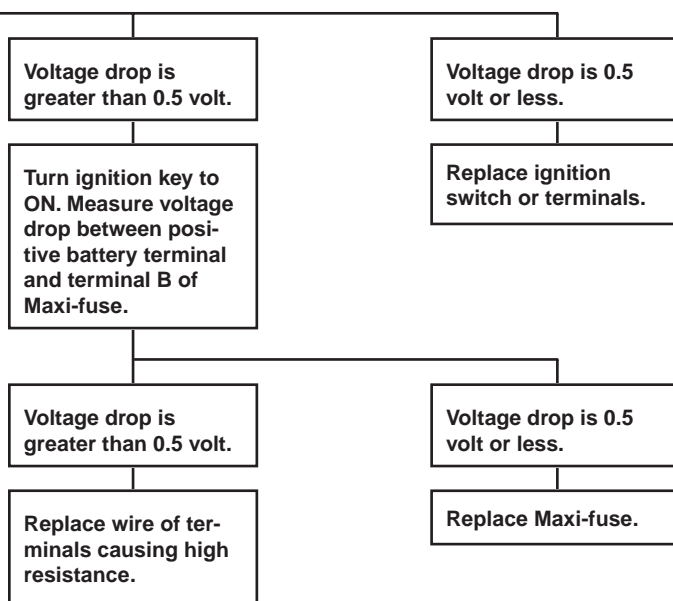 Voltage drop is
greater than 0.5 volt.
Voltage drop is 0.5
volt or less.
Turn ignition key to
ON. Measure voltage
drop between posi-
tive battery terminal
and terminal B of
Maxi-fuse.
Replace ignition
switch or terminals.
Voltage drop is
greater than 0.5 volt.
Voltage drop is 0.5
volt or less.
Replace wire of ter-
minals causing high
resistance.
Replace Maxi-fuse.